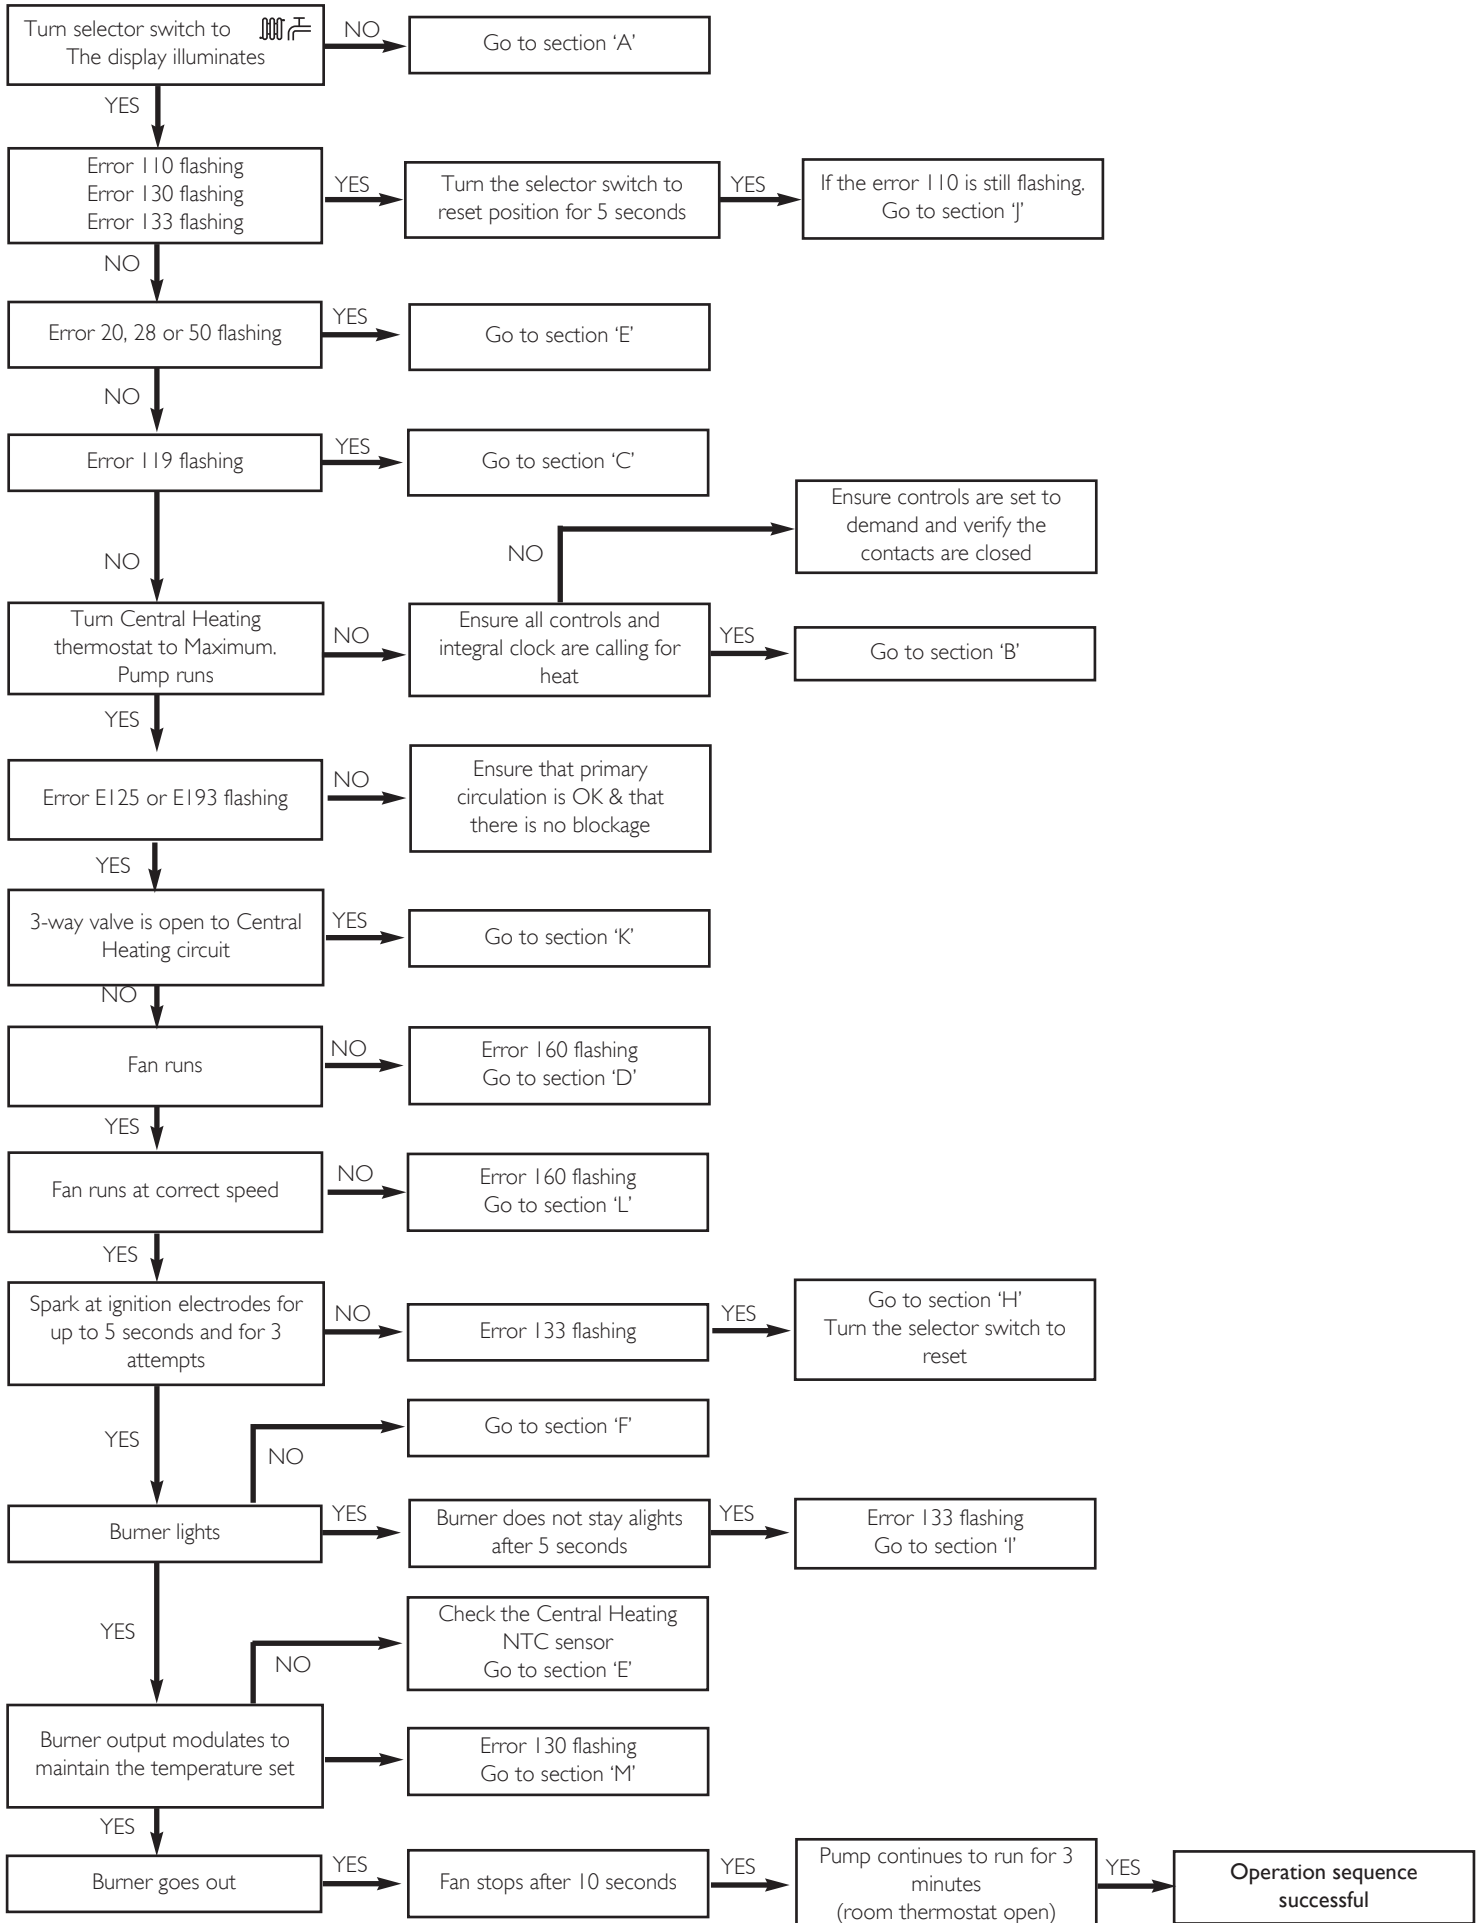 Turn selector switch to
The display illuminates
NO
Go to section ‘A’
YES
Error 110 flashing
Error 130 flashing
Error 133 flashing
YES
Turn the selector switch to
reset position for 5 seconds
YES
If the error 110 is still flashing.
Go to section ‘J’
NO
Error 20, 28 or 50 flashing
YES
Go to section ‘E’
NO
Error 119 flashing
YES
Go to section ‘C’
NO
Turn Central Heating
thermostat to Maximum.
Pump runs
NO
Ensure all controls and
integral clock are calling for
heat
NO
Ensure controls are set to
demand and verify the
contacts are closed
YES
Go to section ‘B’
YES
Error E125 or E193 flashing
NO
Ensure that primary
circulation is OK & that
there is no blockage
YES
3-way valve is open to Central
Heating circuit
YES
Go to section ‘K’
NO
Fan runs
NO
Error 160 flashing
Go to section ‘D’
YES
Fan runs at correct speed
NO
Error 160 flashing
Go to section ‘L’
YES
Spark at ignition electrodes for
up to 5 seconds and for 3
attempts
NO
Error 133 flashing
YES
Go to section ‘H’
Turn the selector switch to
reset
YES
NO
Go to section ‘F’
Burner lights
YES
Burner does not stay alights
after 5 seconds
YES
Error 133 flashing
Go to section ‘I’
YES
NO
Check the Central Heating
NTC sensor
Go to section ‘E’
Burner output modulates to
maintain the temperature set
Error 130 flashing
Go to section ‘M’
YES
Burner goes out
YES
Fan stops after 10 seconds
YES
Pump continues to run for 3
minutes
(room thermostat open)
YES
Operation sequence
successful